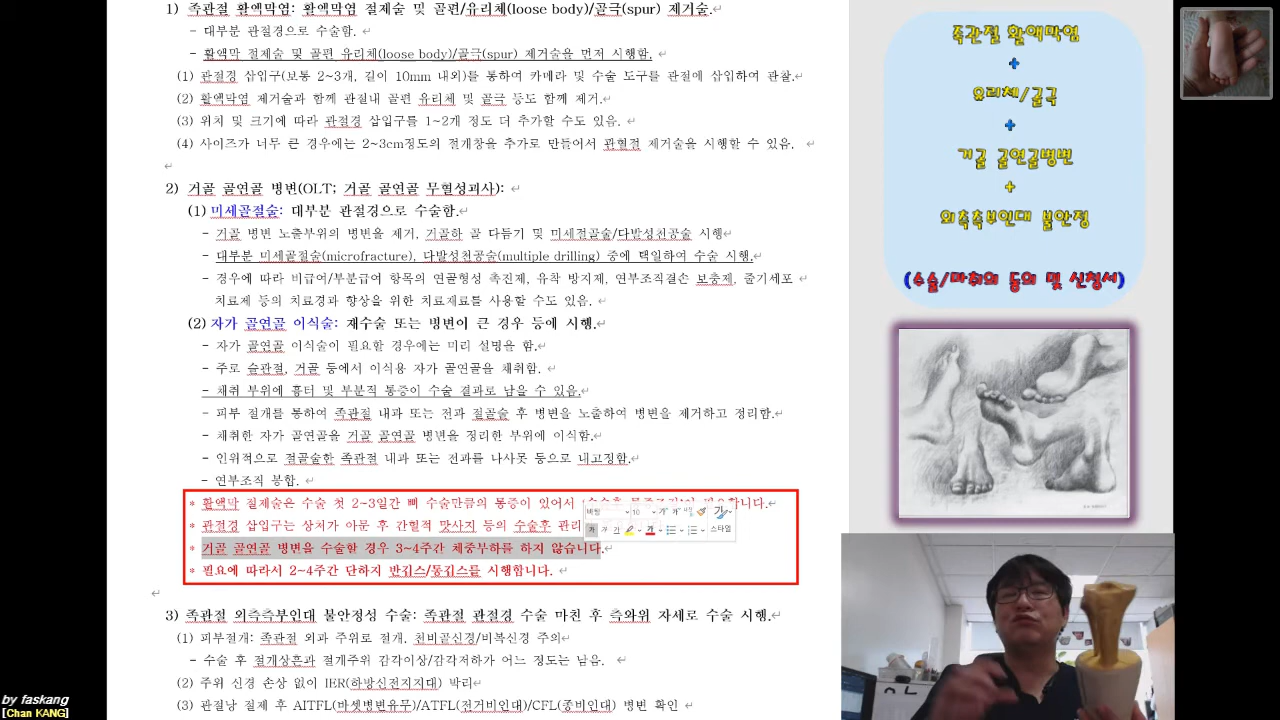 1) 족관절 활액막염: 활액막염 절제술 및 골편/유리체(loose body)/골극(spur) 제거술.
- 대부분 관절경으로 수술함.
- 활액막 절제술 및 골편 유리체(loose body)/골극(spur) 제거술을 먼저 시행함.
(1) 관절경 삽입구(보통 2~3개, 길이 10mm 내외)를 통하여 카메라 및 수술 도구를 관절에 삽입하여 관찰.
(2) 활액막염 제거술과 함께 관절내 골편 유리체 및 골극 등도 함께 제거.
(3) 위치 및 크기에 따라 관절경 삽입구를 1~2개 정도 더 추가할 수도 있음.
(4) 사이즈가 너무 큰 경우에는 2~3cm정도의 절개창을 추가로 만들어서 관혈적 제거술을 시행할 수 있음.
2) 거골 골연골 병변(OLT; 거골 골연골 무혈성괴사):
(1) 미세골절술: 대부분 관절경으로 수술함.
- 거골 병변 노출부위의 병변을 제거, 거골하 골 다듬기 및 미세절골술/다발성천공술 시행
- 대부분 미세골절술(microfracture), 다발성천공술(multiple drilling) 중에 택일하여 수술 시행.
- 경우에 따라 비급여/부분급여 항목의 연골형성 촉진제, 유착 방지제, 연부조직결손 보충제, 줄기세포
치료제 등의 치료경과 향상을 위한 치료재료를 사용할 수도 있음.
(2) 자가 골연골 이식술: 재수술 또는 병변이 큰 경우 등에 시행.
- 자가 골연골 이식술이 필요할 경우에는 미리 설명을 함.
- 주로 슬관절, 거골 등에서 이식용 자가 골연골을 채취함.
- 채취 부위에 흉터 및 부분적 통증이 수술 결과로 남을 수 있음.
- 피부 절개를 통하여 족관절 내과 또는 전과 절골술 후 병변을 노출하여 병변을 제거하고 정리함.
- 채취한 자가 골연골을 거골 골연골 병변을 정리한 부위에 이식함.
- 인위적으로 절골술한 족관절 내과 또는 전과를 나사못 등으로 내고정함.
- 연부조직 봉합.
* 활액막 절제술은 수술 첫 2~3일간 뼈 수술만큼의 통증이 있어서
* 관절경 삽입구는 상처가 아문 후 간헐적 맛사지 등의 수술후 관리
* 거골 골연골 병변을 수술할 경우 3~4주간 체중부하를 하지 않습니다.
* 필요에 따라서 2~4주간 단하지 반깁스/통깁스를 시행합니다.
3) 족관절 외측측부인대 불안정성 수술: 족관절 관절경 수술 마친 후 측와위 자세로 수술 시행.
(1) 피부절개: 족관절 외과 주위로 절개, 천비골신경/비복신경 주의
- 수술 후 절개상흔과 절개주위 감각이상/감각저하가 어느 정도는 남음.
(2) 주위 신경 손상 없이 IER(하방신전지지대) 박리
(3) 관절낭 절제 후 AITFL(바셋병변유무)/ATFL(전거비인대)/CFL(종비인대) 병변 확인
족관절 활액막염
+
유리체/골극
+
거골 골연골병변
+
외측측부인대 불안정
(수술/마취의 동의 및 신청서)
스타일
by faskang
[Chan KANG]